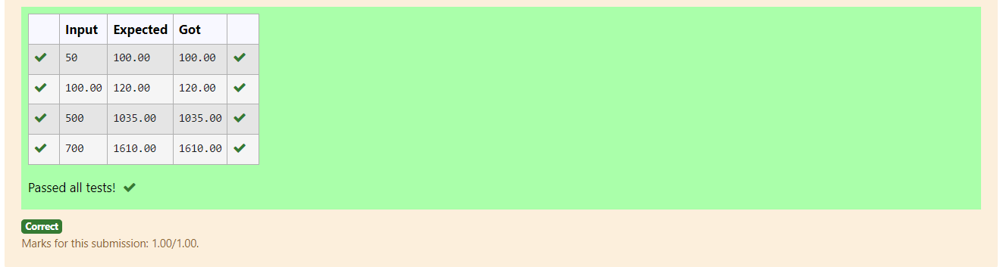 Input Expected Got
50 100.00 100.00
100.00 120.00 120.00
500 1035.00 1035.00
700 1610.00 1610.00
Passed all tests!
Correct
Marks for this submission: 1.00/1.00.